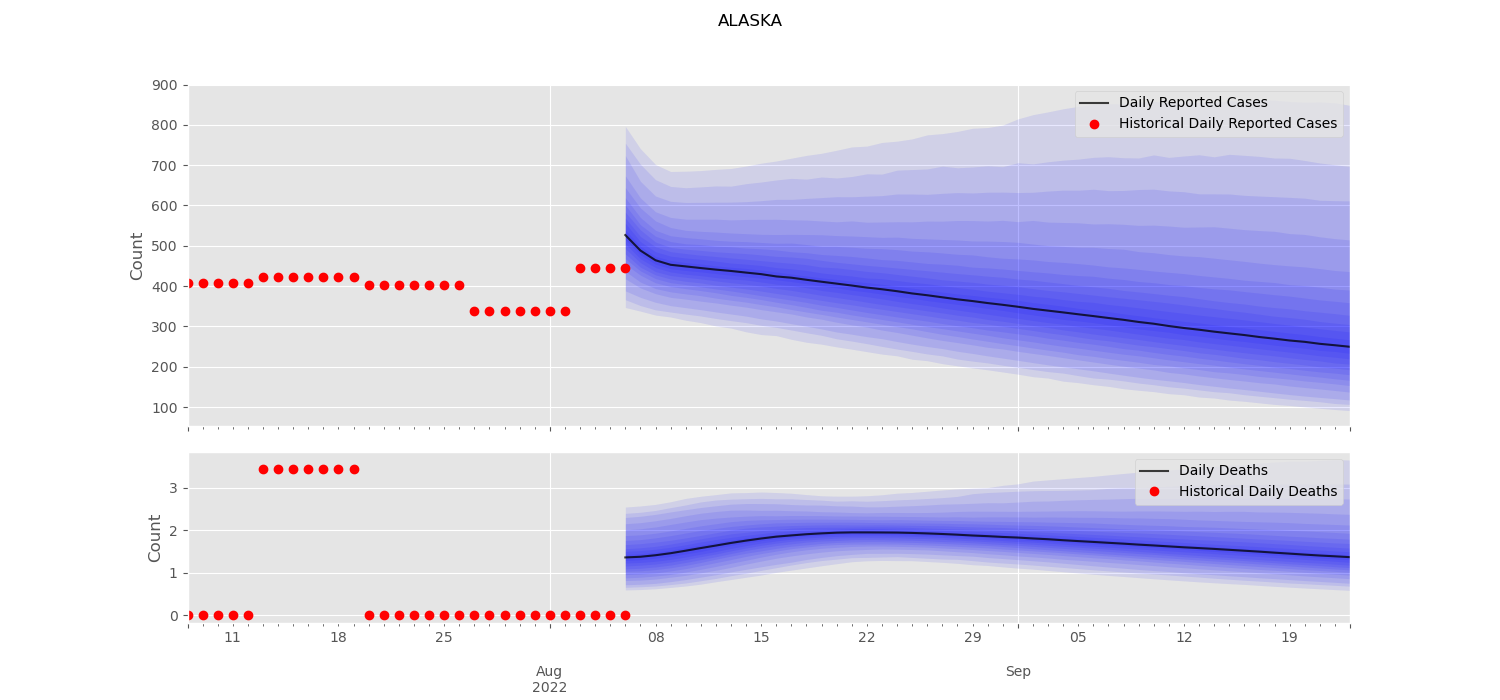 ALASKA
900
800
700
600
500
400
300
200
100
Count
Daily Reported Cases
Historical Daily Reported Cases
3
2
1
0
Count
Daily Deaths
Historical Daily Deaths
11 18 25 08 15 22 29 05 12 19
Aug Sep
2022